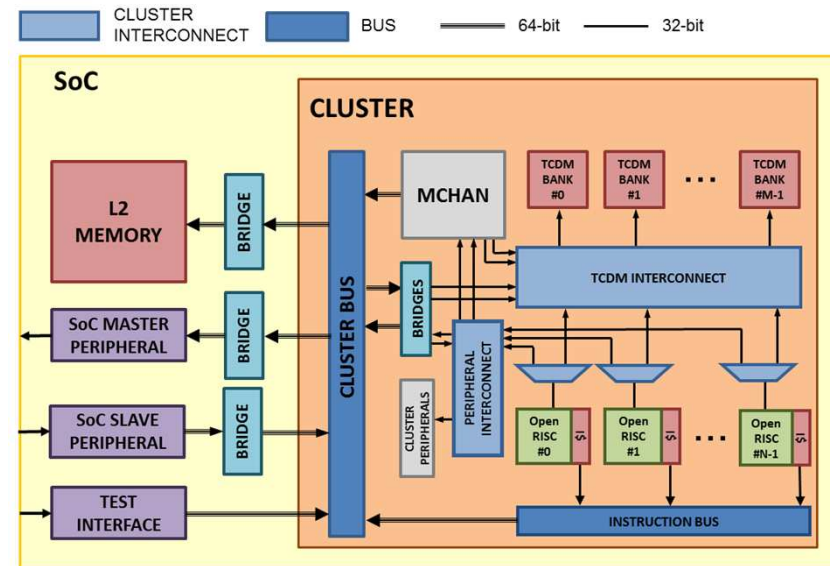 CLUSTER
INTERCONNECT
BUS
64-bit
32-bit
SoC
CLUSTER
L2
MEMORY
BRIDGE
CLUSTER BUS
MCHAN
TCDM
BANK
#0
TCDM
BANK
#1
...
TCDM
BANK
#M-1
TCDM INTERCONNECT
BRIDGES
SoC MASTER
PERIPHERAL
BRIDGE
PERIPHERAL
INTERCONNECT
CLUSTER
PERIPHERALS
SoC SLAVE
PERIPHERAL
BRIDGE
Open
RISC
#0
I$
Open
RISC
#1
I$
...
Open
RISC
#N-1
I$
TEST
INTERFACE
INSTRUCTION BUS